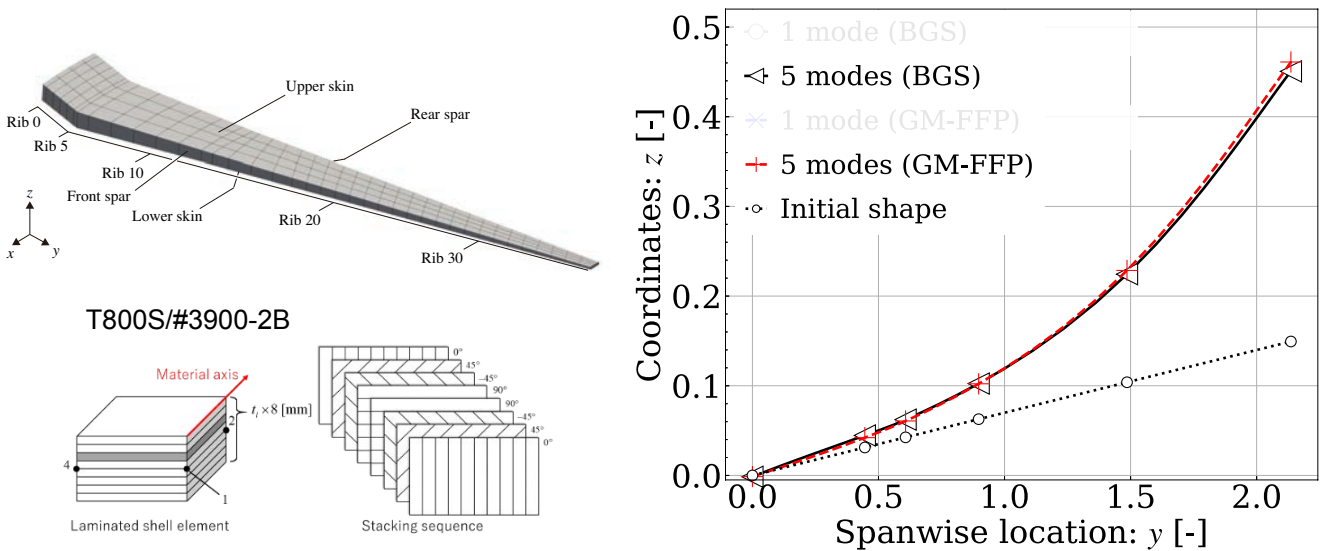 Upper skin
Rear spar
Rib 0
Rib 5
Rib 10
Front spar
Lower skin
Rib 20
Rib 30
z
x
y
T800S/#3900-2B
Material axis
t_i × 8 [mm]
2
4
1
Laminated shell element
0°
45°
−45°
90°
90°
−45°
45°
0°
Stacking sequence
1 mode (BGS)
5 modes (BGS)
1 mode (GM-FFP)
5 modes (GM-FFP)
Initial shape
Coordinates: z [-]
0.5
0.4
0.3
0.2
0.1
0.0
0.0 0.5 1.0 1.5 2.0
Spanwise location: y [-]